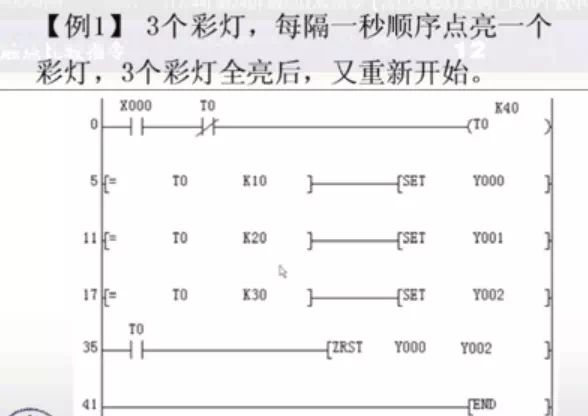 【例1】 3个彩灯，每隔一秒顺序点亮一个
彩灯，3个彩灯全亮后，又重新开始。
X000 T0 K40
0 (T0 )
5 [= T0 K10 ] [SET Y000 ]
11 [= T0 K20 ] [SET Y001 ]
17 [= T0 K30 ] [SET Y002 ]
T0
35 [ZRST Y000 Y002 ]
41 [END ]